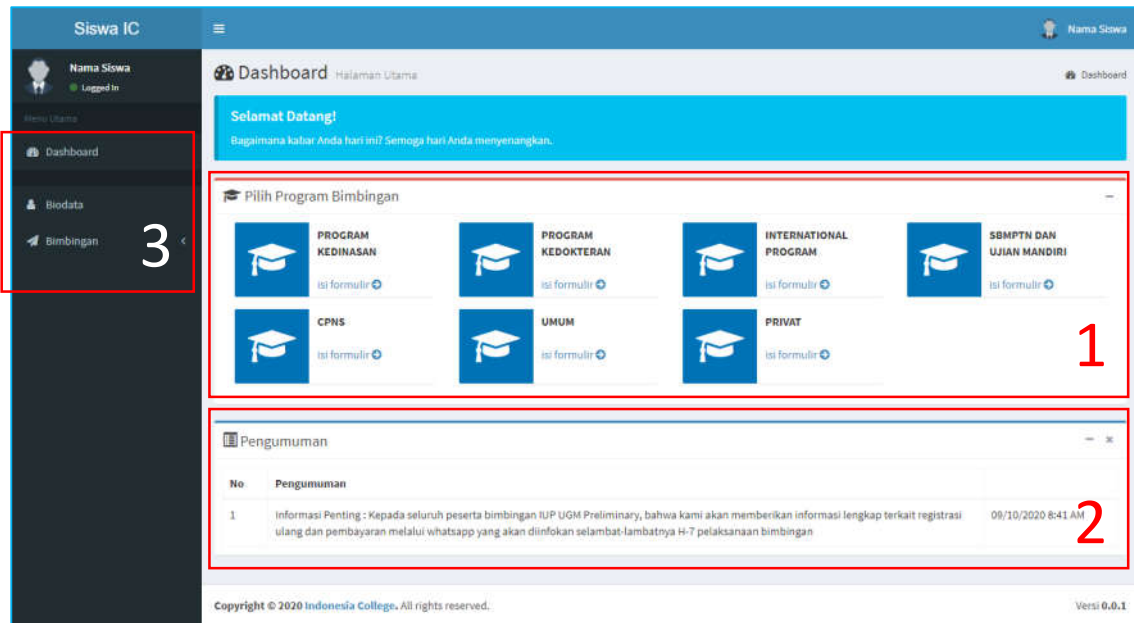 Siswa IC
Nama Siswa
Nama Siswa
Logged In
Menu Utama
Dashboard
Biodata
Bimbingan
3
Dashboard Halaman Utama
Dashboard
Selamat Datang!
Bagaimana kabar Anda hari ini? Semoga hari Anda menyenangkan.
Pilih Program Bimbingan
PROGRAM
KEDINASAN
isi formulir
PROGRAM
KEDOKTERAN
isi formulir
INTERNATIONAL
PROGRAM
isi formulir
SBMPTN DAN
UJIAN MANDIRI
isi formulir
CPNS
isi formulir
UMUM
isi formulir
PRIVAT
isi formulir
1
Pengumuman
No Pengumuman
1 Informasi Penting : Kepada seluruh peserta bimbingan IUP UGM Preliminary, bahwa kami akan memberikan informasi lengkap terkait registrasi
ulang dan pembayaran melalui whatsapp yang akan diinfokan selambat-lambatnya H-7 pelaksanaan bimbingan
09/10/2020 8:41 AM
2
Copyright © 2020 Indonesia College. All rights reserved.
Versi 0.0.1